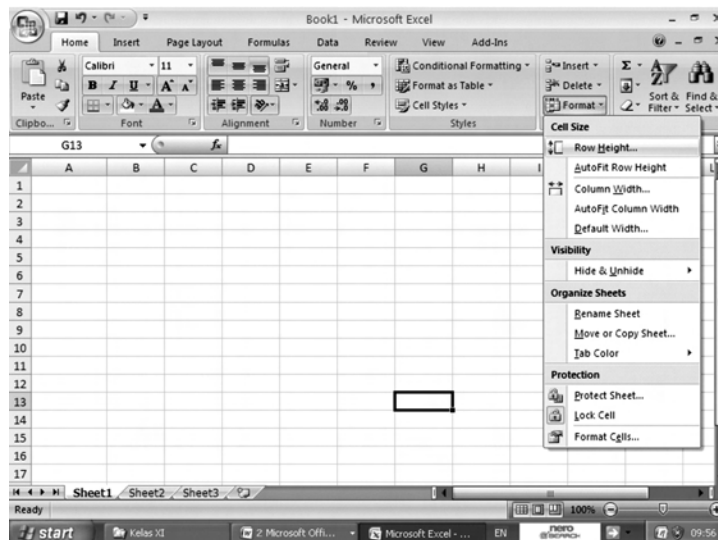 Book1 - Microsoft Excel
Home Insert Page Layout Formulas Data Review View Add-Ins
Calibri 11 General Conditional Formatting Insert Σ
Paste B I U A A % , Format as Table Delete Sort & Find &
Cell Styles Format Filter Select
Clipbo... Font Alignment Number Styles Cell Size
G13 fx Row Height...
A B C D E F G H I L
AutoFit Row Height
Column Width...
AutoFit Column Width
Default Width...
Visibility
Hide & Unhide
Organize Sheets
Rename Sheet
Move or Copy Sheet...
Tab Color
Protection
Protect Sheet...
Lock Cell
Format Cells...
1
2
3
4
5
6
7
8
9
10
11
12
13
14
15
16
17
Sheet1 Sheet2 Sheet3
Ready 100%
start Kelas XI 2 Microsoft Offi... Microsoft Excel - ... EN nero SEARCH 09:56